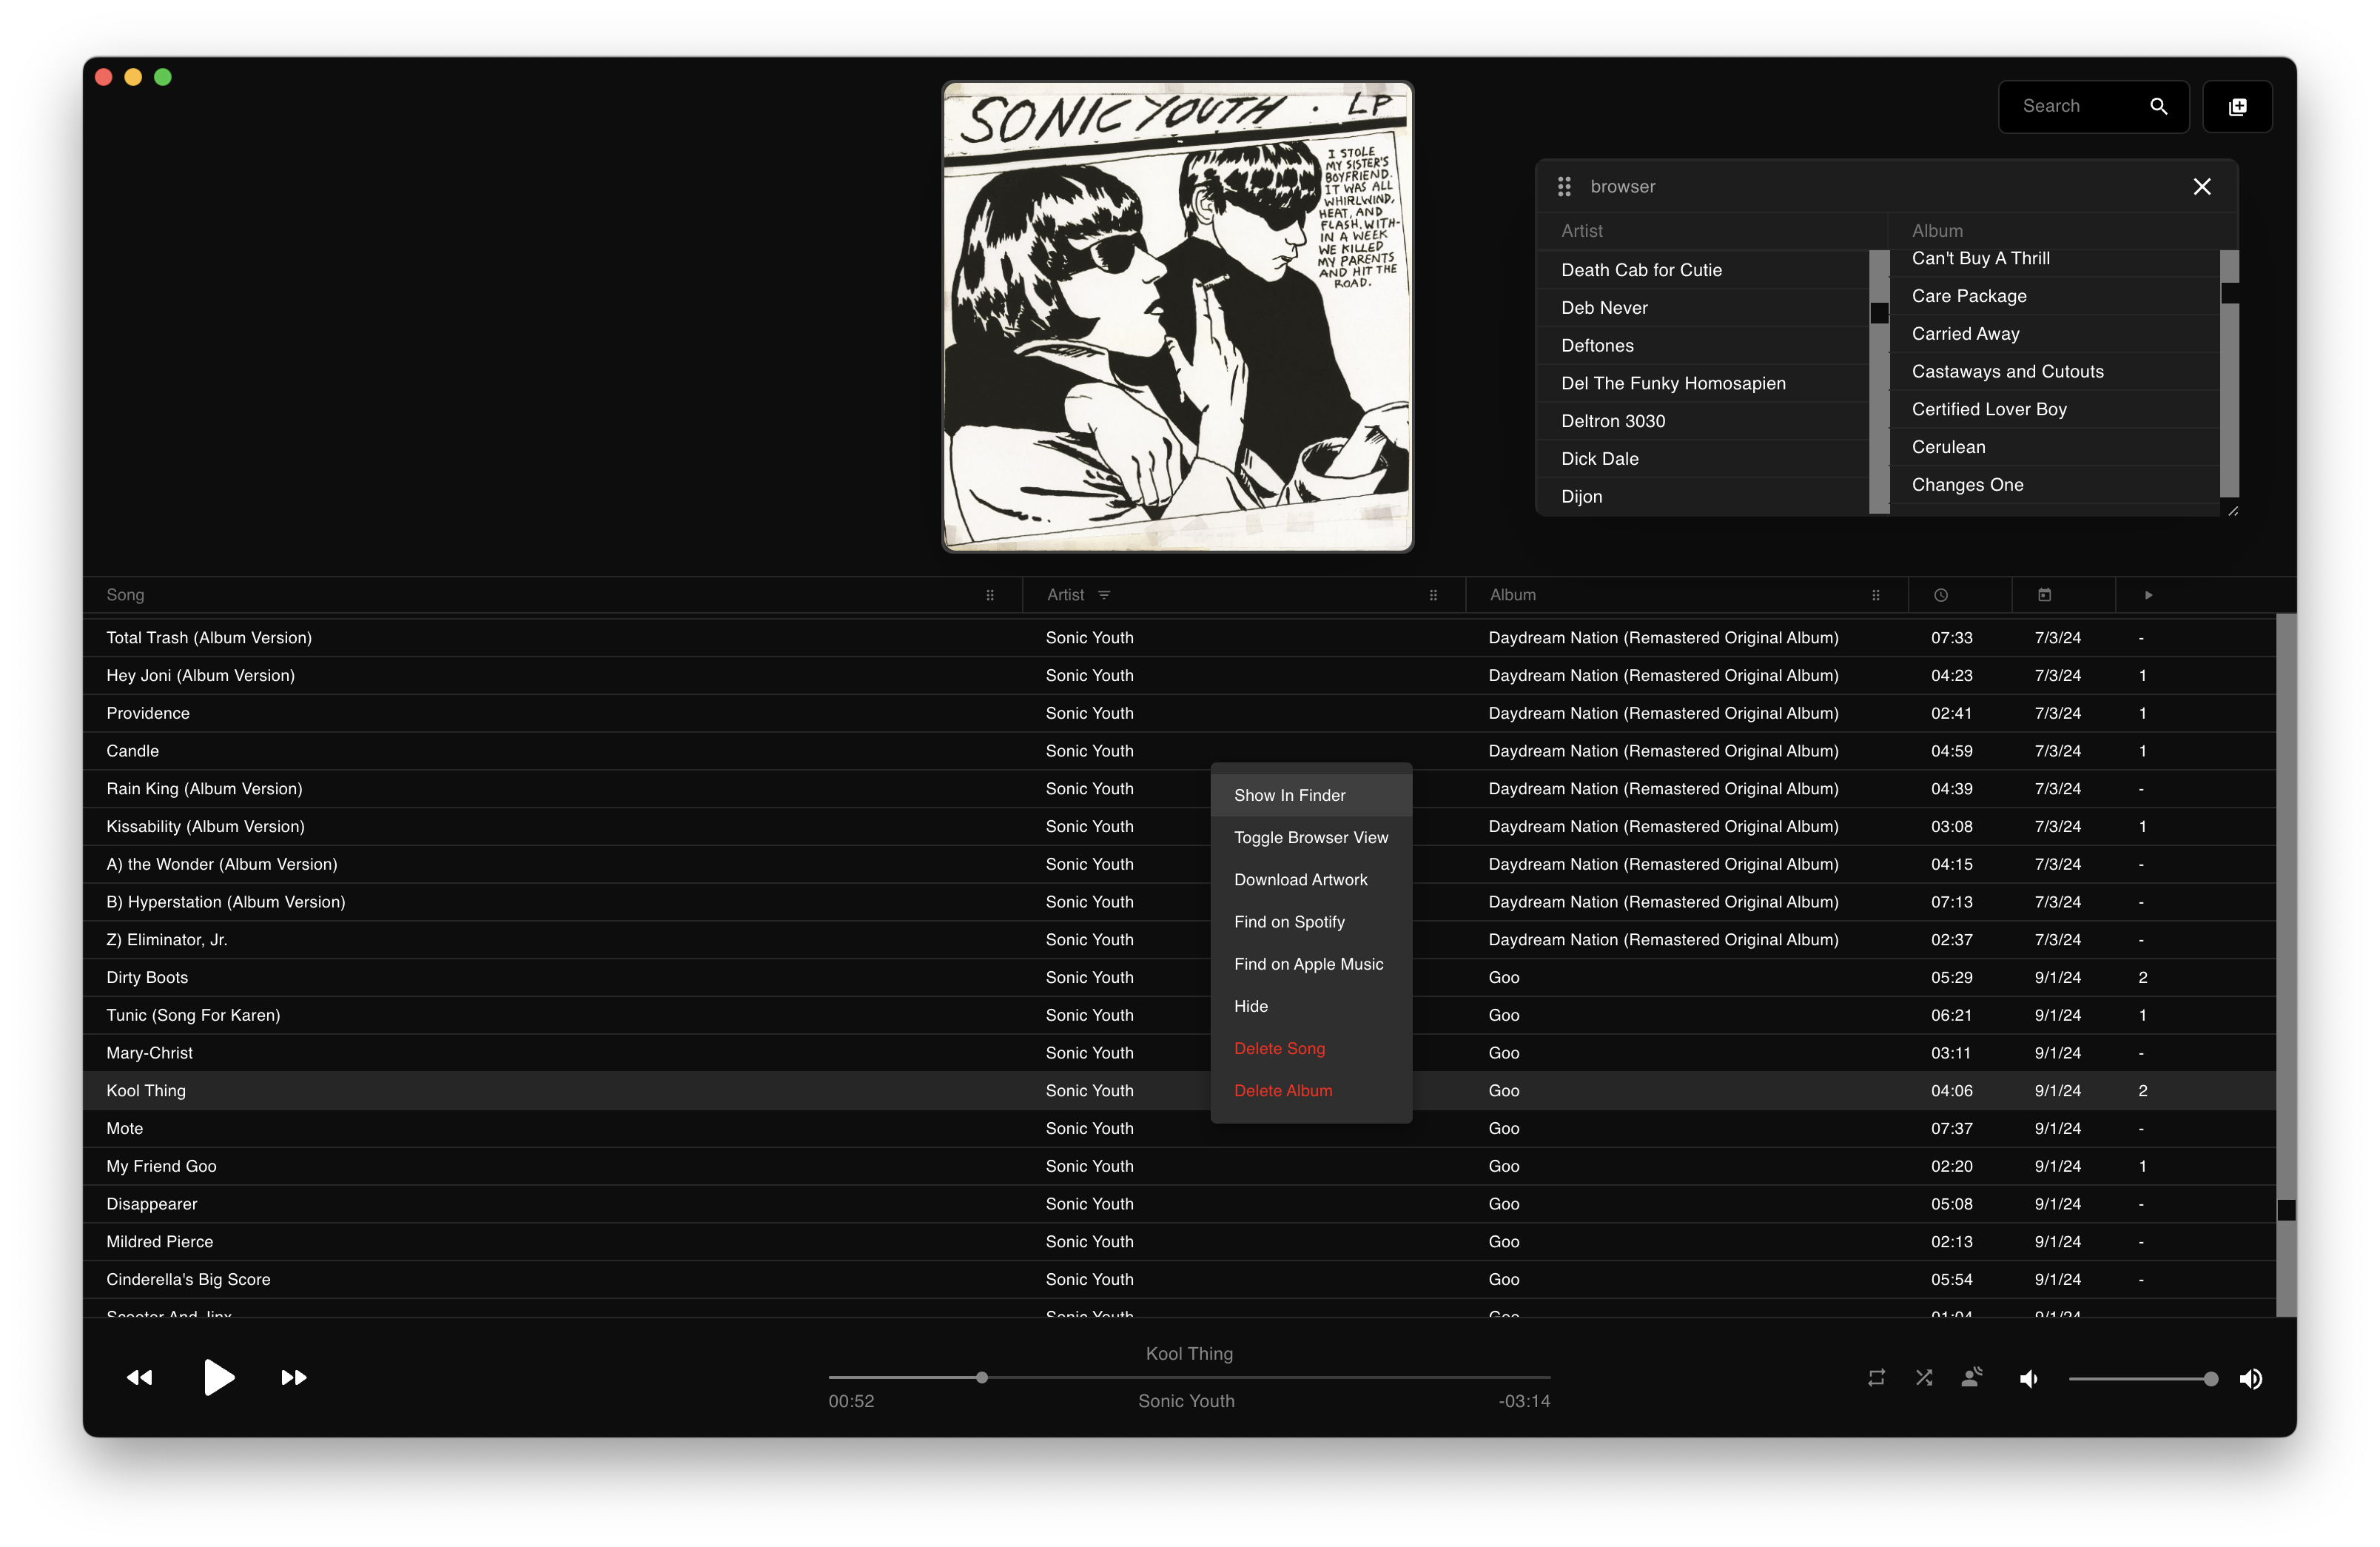 SONIC YOUTH · LP
I STOLE
MY SISTER'S
BOYFRIEND.
IT WAS ALL
WHIRLWIND,
HEAT, AND
FLASH. WITH-
IN A WEEK
WE KILLED
MY PARENTS
AND HIT THE
ROAD.
Search
browser
Artist Album
Can't Buy A Thrill
Death Cab for Cutie
Care Package
Deb Never
Carried Away
Deftones
Castaways and Cutouts
Del The Funky Homosapien
Certified Lover Boy
Deltron 3030
Cerulean
Dick Dale
Changes One
Dijon
Song Artist Album
Total Trash (Album Version) Sonic Youth Daydream Nation (Remastered Original Album) 07:33 7/3/24 -
Hey Joni (Album Version) Sonic Youth Daydream Nation (Remastered Original Album) 04:23 7/3/24 1
Providence Sonic Youth Daydream Nation (Remastered Original Album) 02:41 7/3/24 1
Candle Sonic Youth Daydream Nation (Remastered Original Album) 04:59 7/3/24 1
Rain King (Album Version) Sonic Youth Daydream Nation (Remastered Original Album) 04:39 7/3/24 -
Kissability (Album Version) Sonic Youth Daydream Nation (Remastered Original Album) 03:08 7/3/24 1
A) the Wonder (Album Version) Sonic Youth Daydream Nation (Remastered Original Album) 04:15 7/3/24 -
B) Hyperstation (Album Version) Sonic Youth Daydream Nation (Remastered Original Album) 07:13 7/3/24 -
Z) Eliminator, Jr. Sonic Youth Daydream Nation (Remastered Original Album) 02:37 7/3/24 -
Dirty Boots Sonic Youth Goo 05:29 9/1/24 2
Tunic (Song For Karen) Sonic Youth Goo 06:21 9/1/24 1
Mary-Christ Sonic Youth Goo 03:11 9/1/24 -
Kool Thing Sonic Youth Goo 04:06 9/1/24 2
Mote Sonic Youth Goo 07:37 9/1/24 -
My Friend Goo Sonic Youth Goo 02:20 9/1/24 1
Disappearer Sonic Youth Goo 05:08 9/1/24 -
Mildred Pierce Sonic Youth Goo 02:13 9/1/24 -
Cinderella's Big Score Sonic Youth Goo 05:54 9/1/24 -
Scooter And Jinx Sonic Youth Goo 01:04 9/1/24
Show In Finder
Toggle Browser View
Download Artwork
Find on Spotify
Find on Apple Music
Hide
Delete Song
Delete Album
Kool Thing
00:52 Sonic Youth -03:14